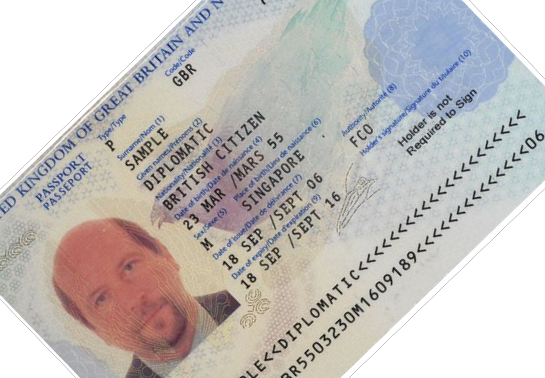 ED KINGDOM OF GREAT BRITAIN AND N
PASSPORT
PASSEPORT
Type/Type
P
Code/Code
GBR
Surname/Nom (1)
SAMPLE
Given names/Prénoms (2)
DIPLOMATIC
Nationality/Nationalité (3)
BRITISH CITIZEN
Date of birth/Date de naissance (4)
23 MAR /MARS 55
Sex/Sexe (5)
M
Place of birth/Lieu de naissance (6)
SINGAPORE
Date of issue/Date de délivrance (7)
18 SEP /SEPT 06
Authority/Autorité (8)
FCO
Date of expiry/Date d'expiration (9)
18 SEP /SEPT 16
Holder's signature/Signature du titulaire (10)
Holder is not
Required to Sign
LE<<DIPLOMATIC<<<<<<<<<<<<<<<<<<
BR5503230M1609189<<<<<<<<<<<<<<06